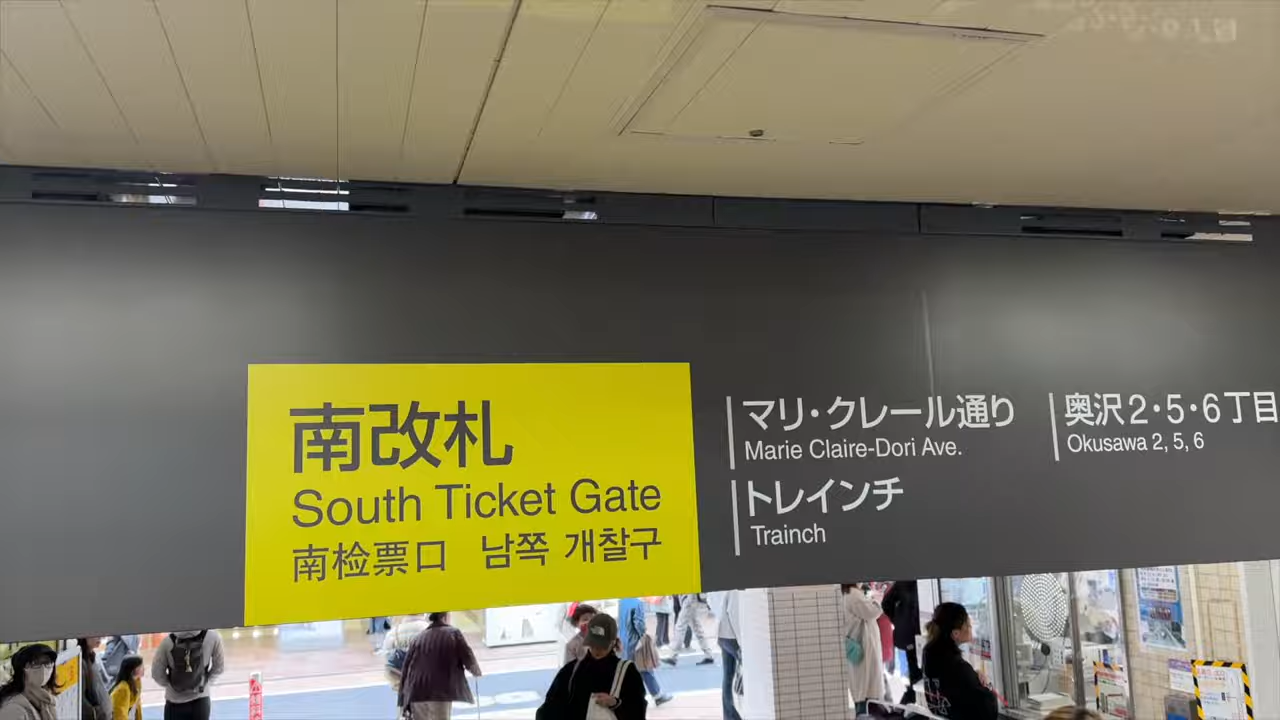 南改札
South Ticket Gate
南检票口 남쪽 개찰구
マリ・クレール通り
Marie Claire-Dori Ave.
トレインチ
Trainch
奥沢2・5・6丁目
Okusawa 2, 5, 6